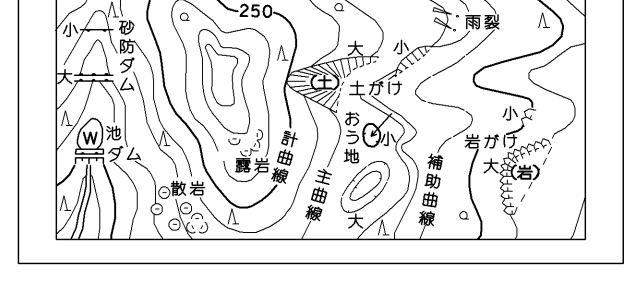 250
雨裂
小
砂防ダム
大
大
小
(土)
土がけ
小
池
ダム
W
おう地
小
計曲線
岩がけ
大
(岩)
露岩
主曲線
補助曲線
散岩
大